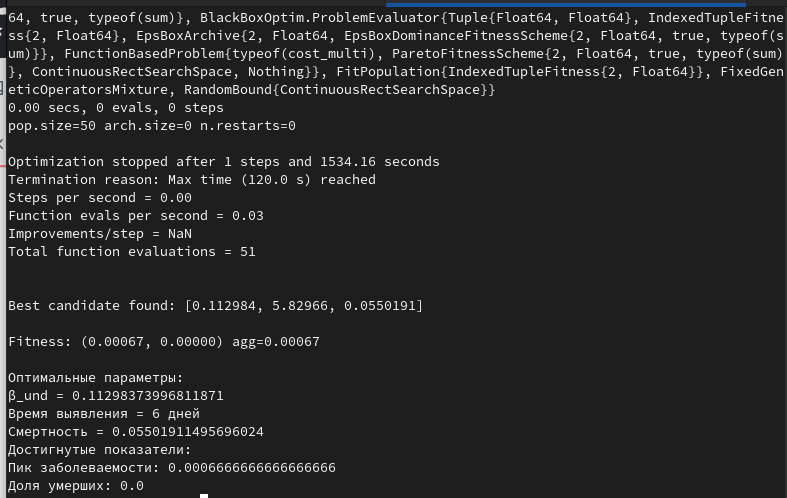 64, true, typeof(sum)}, BlackBoxOptim.ProblemEvaluator{Tuple{Float64, Float64}, IndexedTupleFitne
ss{2, Float64}, EpsBoxArchive{2, Float64, EpsBoxDominanceFitnessScheme{2, Float64, true, typeof(s
um)}}, FunctionBasedProblem{typeof(cost_multi), ParetoFitnessScheme{2, Float64, true, typeof(sum)
}, ContinuousRectSearchSpace, Nothing}}, FitPopulation{IndexedTupleFitness{2, Float64}}, FixedGen
eticOperatorsMixture, RandomBound{ContinuousRectSearchSpace}}
0.00 secs, 0 evals, 0 steps
pop.size=50 arch.size=0 n.restarts=0
Optimization stopped after 1 steps and 1534.16 seconds
Termination reason: Max time (120.0 s) reached
Steps per second = 0.00
Function evals per second = 0.03
Improvements/step = NaN
Total function evaluations = 51
Best candidate found: [0.112984, 5.82966, 0.0550191]
Fitness: (0.00067, 0.00000) agg=0.00067
Оптимальные параметры:
β_und = 0.11298373996811871
Время выявления = 6 дней
Смертность = 0.05501911495696024
Достигнутые показатели:
Пик заболеваемости: 0.0006666666666666666
Доля умерших: 0.0